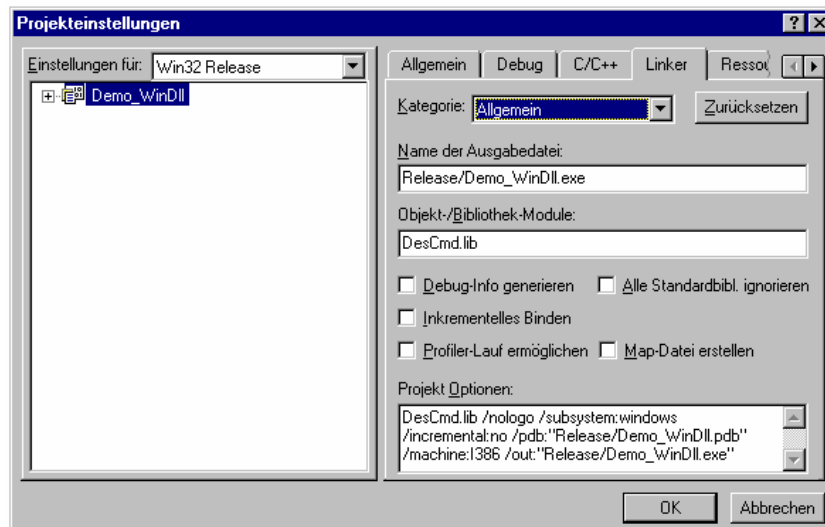 Projekteinstellungen
Einstellungen für: Win32 Release
Demo_WinDll
Allgemein Debug C/C++ Linker Ressou
Kategorie: Allgemein Zurücksetzen
Name der Ausgabedatei:
Release/Demo_WinDll.exe
Objekt-/Bibliothek-Module:
DesCmd.lib
Debug-Info generieren Alle Standardbibl. ignorieren
Inkrementelles Binden
Profiler-Lauf ermöglichen Map-Datei erstellen
Projekt Optionen:
DesCmd.lib /nologo /subsystem:windows
/incremental:no /pdb:"Release/Demo_WinDll.pdb"
/machine:I386 /out:"Release/Demo_WinDll.exe"
OK Abbrechen